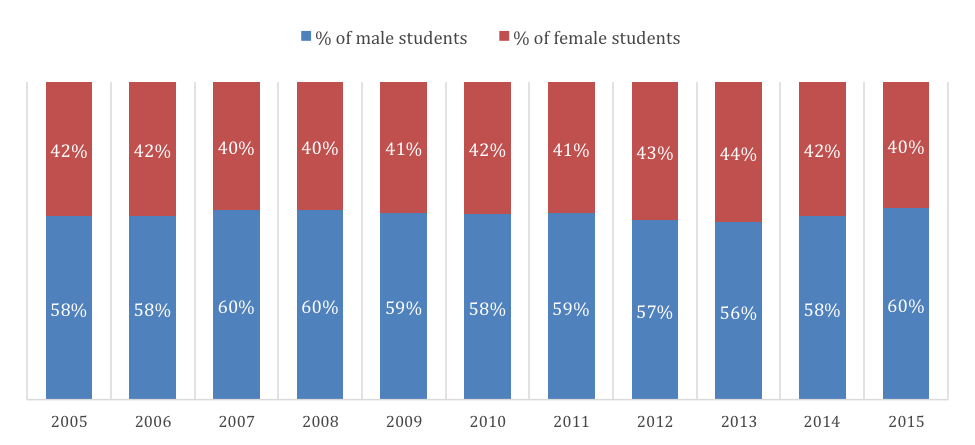 % of male students % of female students
42% 42% 40% 40% 41% 42% 41% 43% 44% 42% 40%
58% 58% 60% 60% 59% 58% 59% 57% 56% 58% 60%
2005 2006 2007 2008 2009 2010 2011 2012 2013 2014 2015